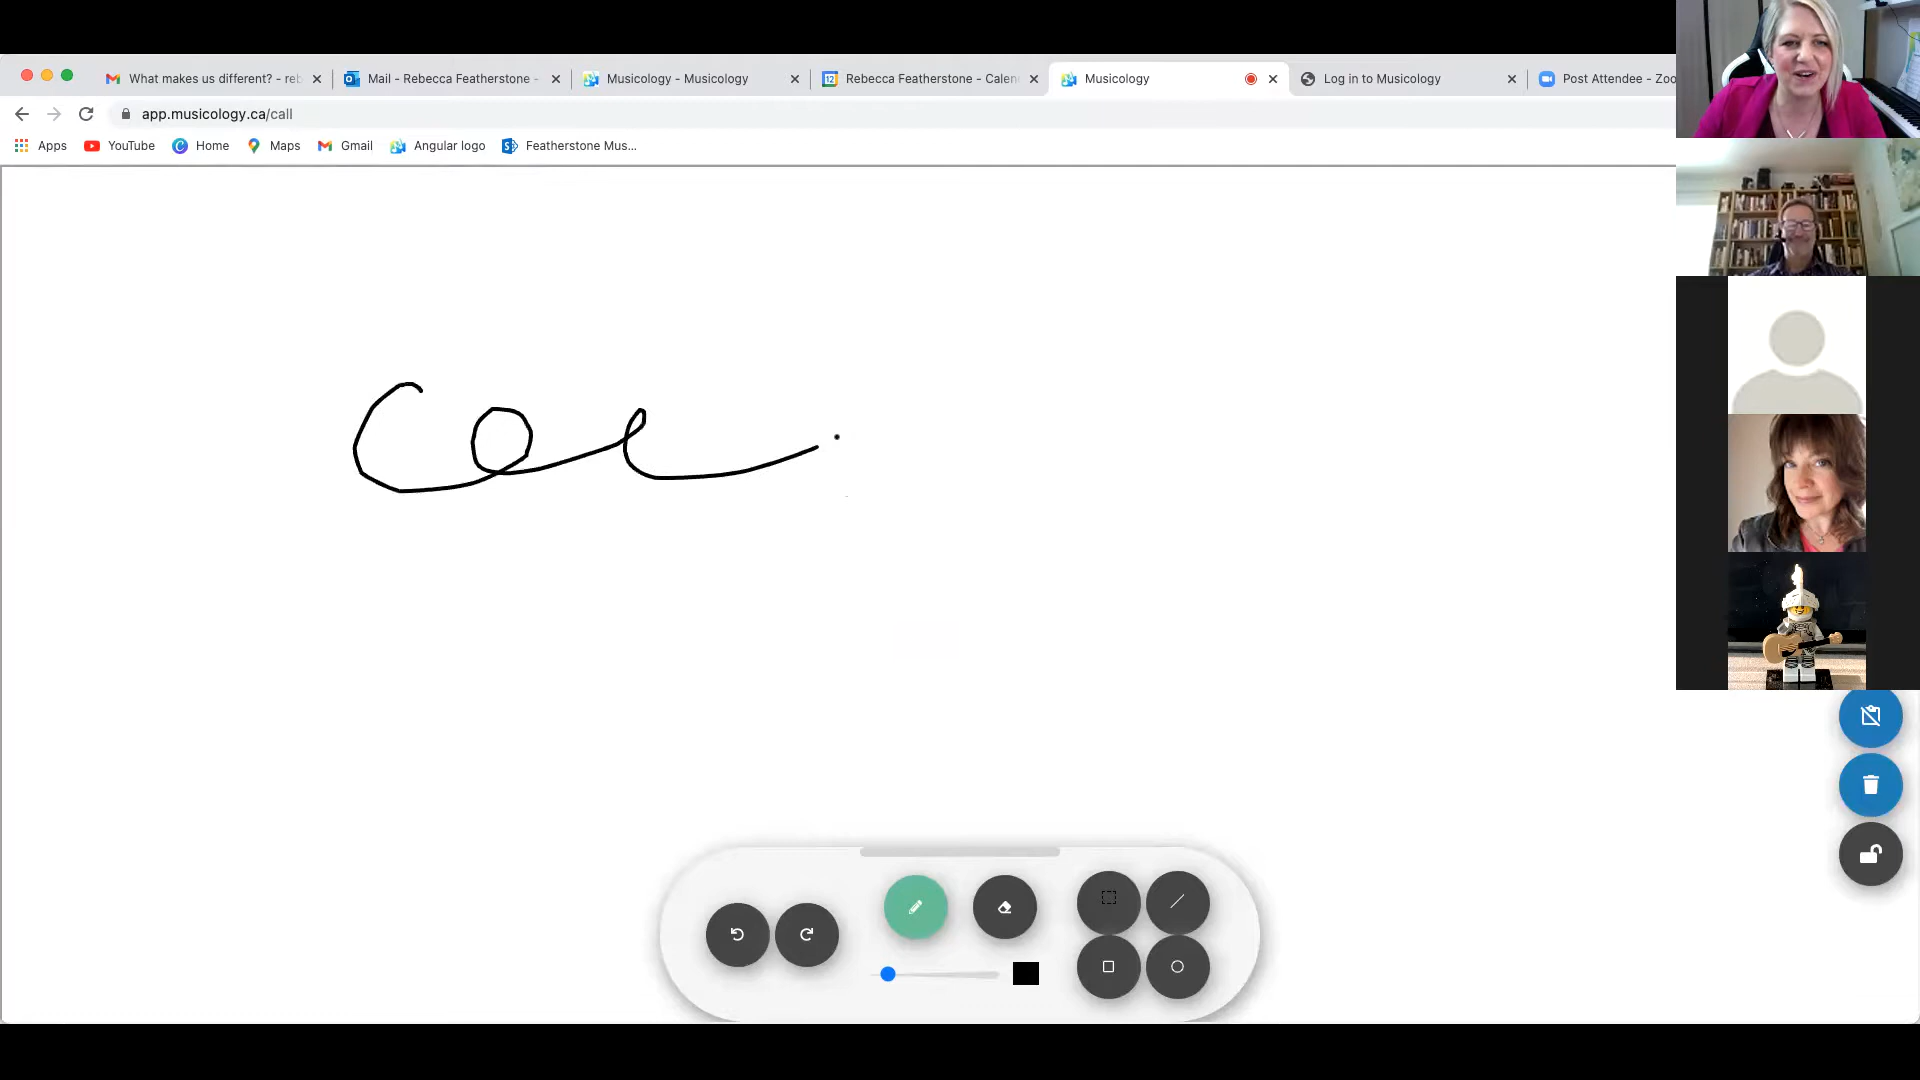 What makes us different? - reb
Mail - Rebecca Featherstone -
Musicology - Musicology
Rebecca Featherstone - Calen
Musicology
Log in to Musicology
Post Attendee - Zoo
app.musicology.ca/call
Apps
YouTube
Home
Maps
Gmail
Angular logo
Featherstone Mus...